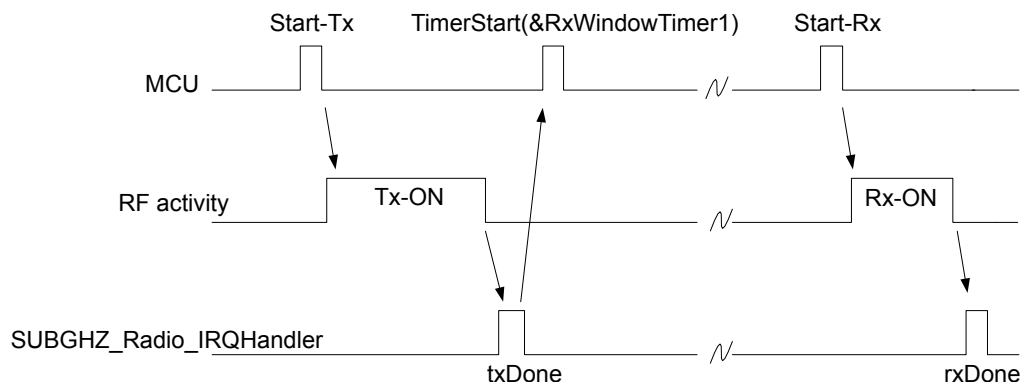 Start-Tx
TimerStart(&RxWindowTimer1)
Start-Rx
MCU
RF activity
Tx-ON
Rx-ON
SUBGHZ_Radio_IRQHandler
txDone
rxDone